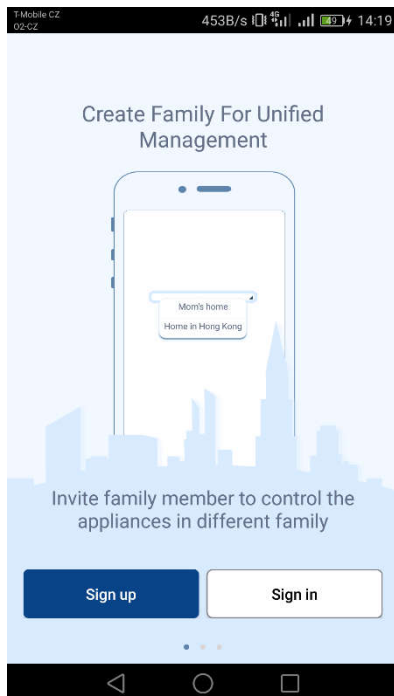 T-Mobile CZ
O2-CZ
453B/s 4G 49 14:19
Create Family For Unified
Management
Mom's home
Home in Hong Kong
Invite family member to control the
appliances in different family
Sign up
Sign in